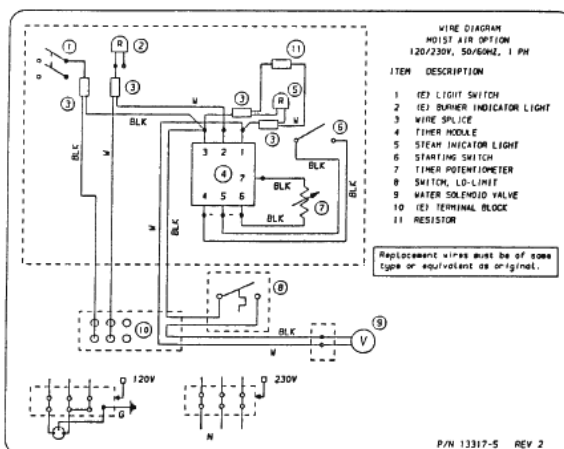 WIRE DIAGRAM
MOIST AIR OPTION
120/230V, 50/60HZ, 1 PH
ITEM DESCRIPTION
1 (E) LIGHT SWITCH
2 (E) BURNER INDICATOR LIGHT
3 WIRE SPLICE
4 TIMER MODULE
5 STEAM INICATOR LIGHT
6 STARTING SWITCH
7 TIMER POTENTIOMETER
8 SWITCH, LO-LIMIT
9 WATER SOLENOID VALVE
10 (E) TERMINAL BLOCK
11 RESISTOR
Replacement wires must be of same
type or equivalent as original.
1
R
2
11
3
3
3
R
5
W
W
3
BLK
6
3 2 1
4
7
BLK
7
4 5 6
BLK
BLK
W
BLK
W
BLK
BLK
8
10
BLK
W
V
9
120V
G
230V
N
P/N 13317-5 REV 2